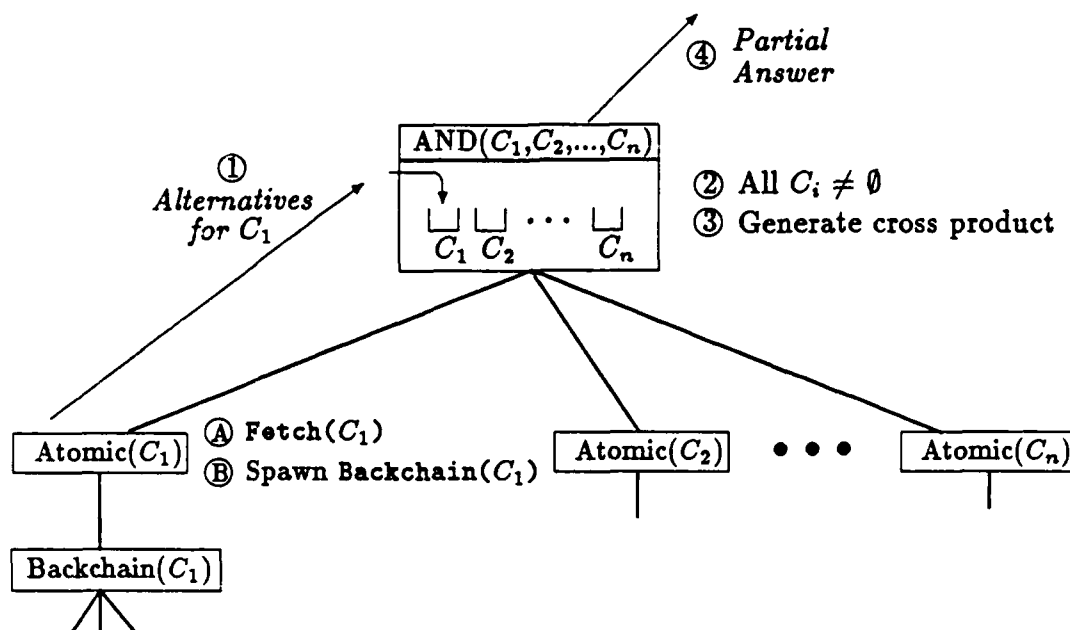 ④ Partial
Answer
AND(C₁,C₂,...,Cₙ)
①
Alternatives
for C₁
② All Cᵢ ≠ ∅
③ Generate cross product
C₁ C₂ · · · Cₙ
Atomic(C₁)
Ⓐ Fetch(C₁)
Ⓑ Spawn Backchain(C₁)
Atomic(C₂) • • • Atomic(Cₙ)
Backchain(C₁)